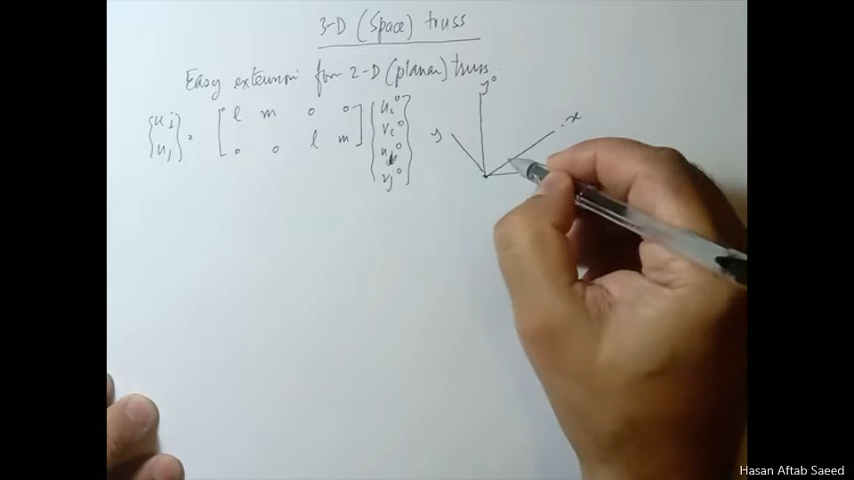 3-D (Space) truss
Easy extension from 2-D (planar) truss.
{ui uj} = [l m 0 0
0 0 l m] {ui° vi° uj° vj°}
y°
x
y
Hasan Aftab Saeed